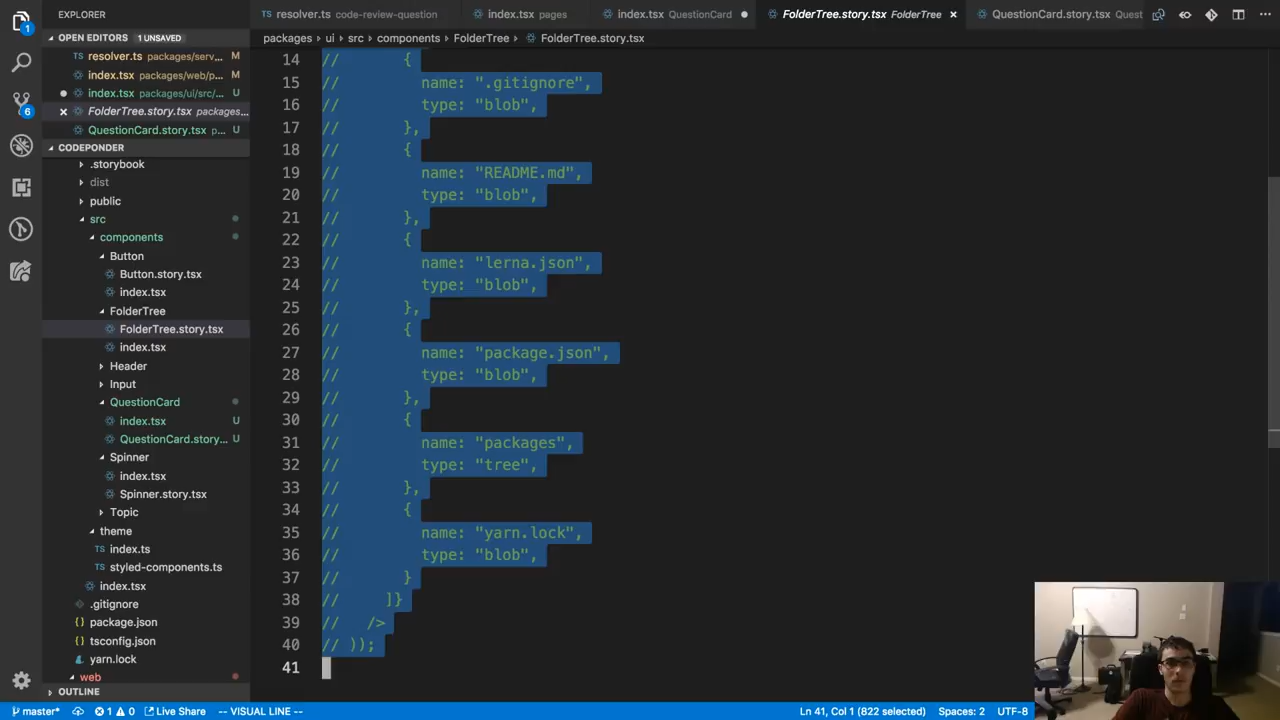 EXPLORER
resolver.ts code-review-question
index.tsx pages
index.tsx QuestionCard
FolderTree.story.tsx FolderTree
QuestionCard.story.tsx Quest
OPEN EDITORS 1 UNSAVED
packages › ui › src › components › FolderTree › FolderTree.story.tsx
resolver.ts packages/serv... M
index.tsx packages/web/p... M
index.tsx packages/ui/src/... U
FolderTree.story.tsx packages...
QuestionCard.story.tsx p... U
CODEPONDER
.storybook
dist
public
src
components
Button
Button.story.tsx
index.tsx
FolderTree
FolderTree.story.tsx
index.tsx
Header
Input
QuestionCard
index.tsx U
QuestionCard.story... U
Spinner
index.tsx
Spinner.story.tsx
Topic
theme
index.ts
styled-components.ts
index.tsx
.gitignore
package.json
tsconfig.json
yarn.lock
web
OUTLINE
1
6
14 // {
15 // name: ".gitignore",
16 // type: "blob",
17 // },
18 // {
19 // name: "README.md",
20 // type: "blob",
21 // },
22 // {
23 // name: "lerna.json",
24 // type: "blob",
25 // },
26 // {
27 // name: "package.json",
28 // type: "blob",
29 // },
30 // {
31 // name: "packages",
32 // type: "tree",
33 // },
34 // {
35 // name: "yarn.lock",
36 // type: "blob",
37 // }
38 // ]}
39 // />
40 // ));
41
master* 1 0 Live Share -- VISUAL LINE -- Ln 41, Col 1 (822 selected) Spaces: 2 UTF-8